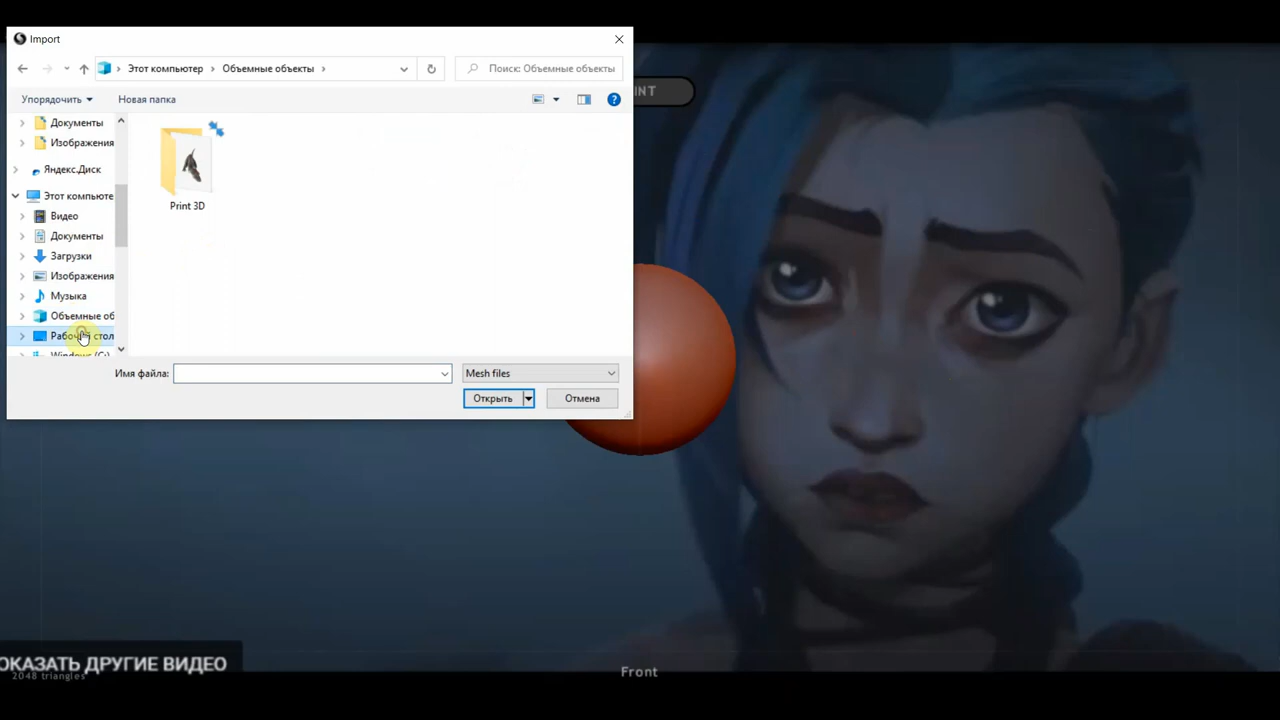 Import
Этот компьютер
Объемные объекты
Поиск: Объемные объекты
INT
Упорядочить
Новая папка
Документы
Изображения
Яндекс.Диск
Этот компьюте
Видео
Документы
Загрузки
Изображения
Музыка
Объемные об
Рабочий стол
Windows (C:)
Print 3D
Имя файла:
Mesh files
Открыть
Отмена
ОКАЗАТЬ ДРУГИЕ ВИДЕО
2048 triangles
Front